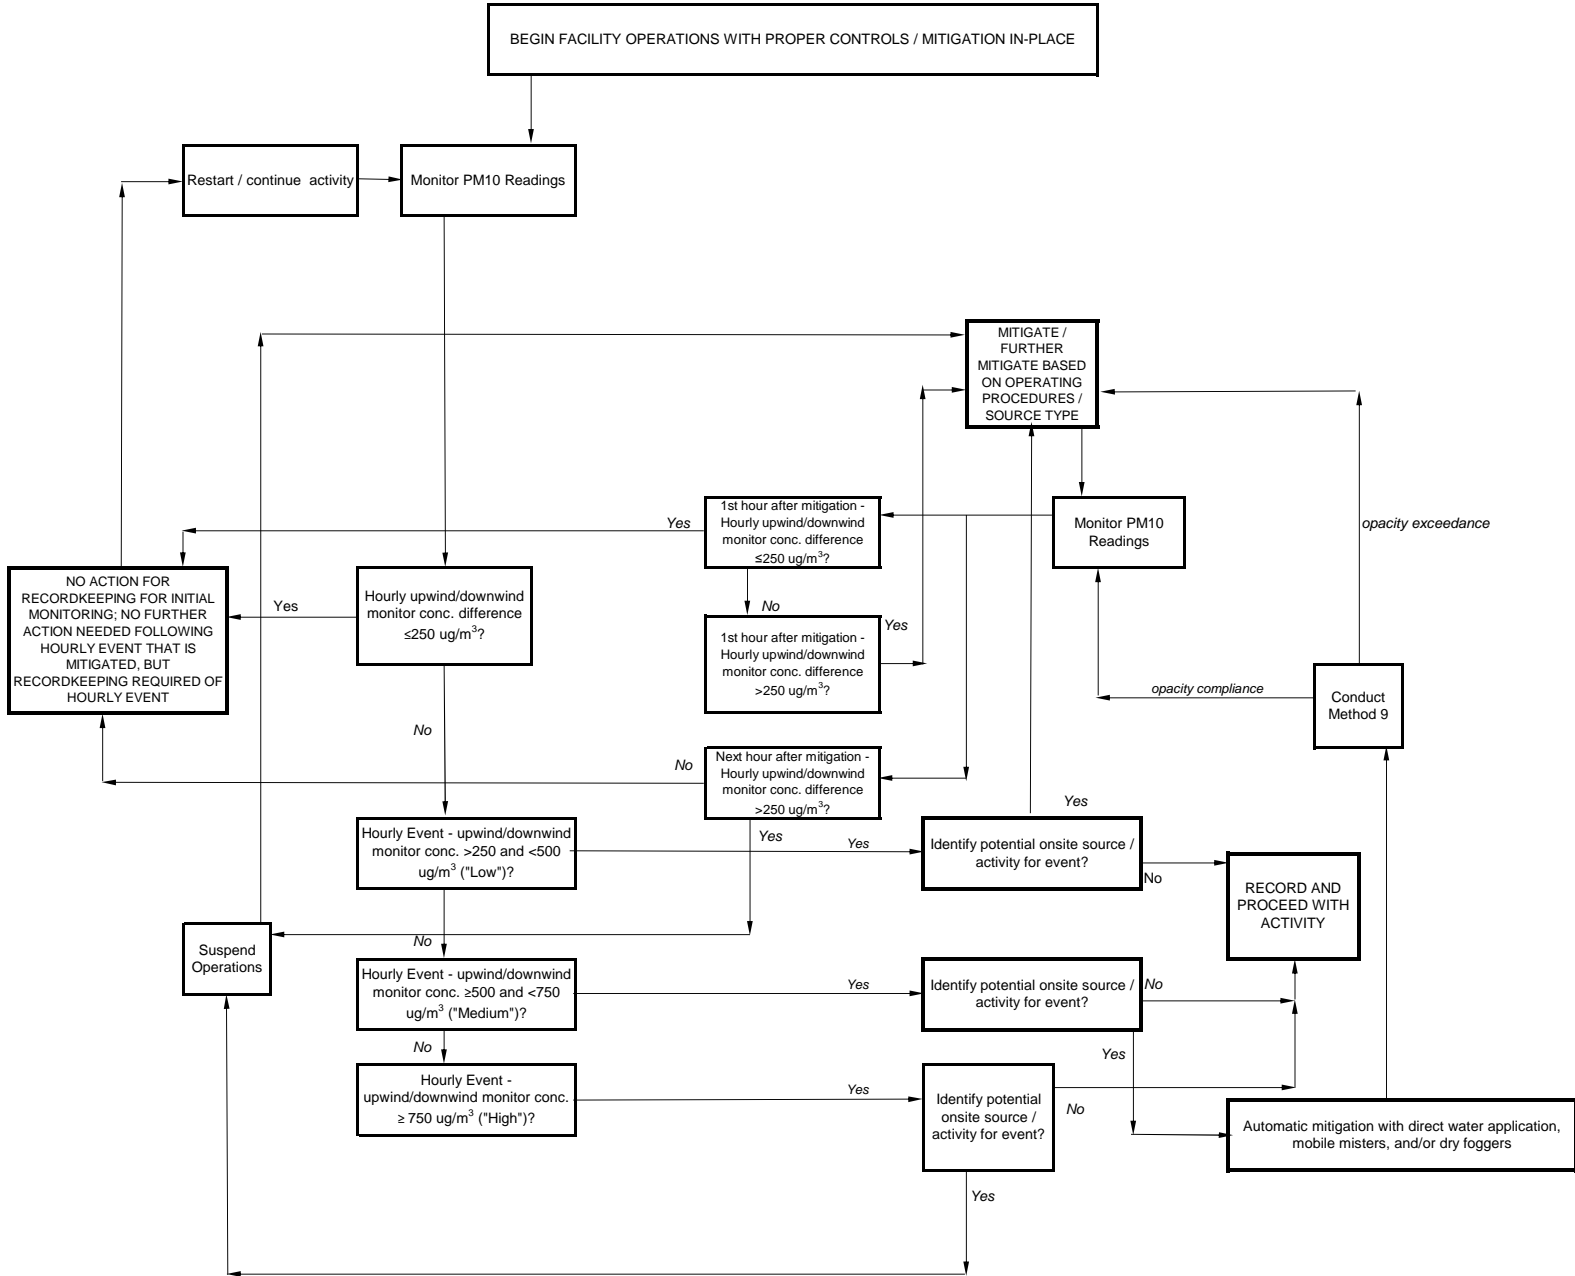 BEGIN FACILITY OPERATIONS WITH PROPER CONTROLS / MITIGATION IN-PLACE
Restart / continue activity
Monitor PM10 Readings
MITIGATE /
FURTHER
MITIGATE BASED
ON OPERATING
PROCEDURES /
SOURCE TYPE
1st hour after mitigation -
Hourly upwind/downwind
monitor conc. difference
≤250 ug/m³?
Yes
Monitor PM10
Readings
opacity exceedance
NO ACTION FOR
RECORDKEEPING FOR INITIAL
MONITORING; NO FURTHER
ACTION NEEDED FOLLOWING
HOURLY EVENT THAT IS
MITIGATED, BUT
RECORDKEEPING REQUIRED OF
HOURLY EVENT
Yes
Hourly upwind/downwind
monitor conc. difference
≤250 ug/m³?
No
1st hour after mitigation -
Hourly upwind/downwind
monitor conc. difference
>250 ug/m³?
Yes
opacity compliance
Conduct
Method 9
No
No
Next hour after mitigation -
Hourly upwind/downwind
monitor conc. difference
>250 ug/m³?
Yes
Yes
Hourly Event - upwind/downwind
monitor conc. >250 and <500
ug/m³ ("Low")?
Yes
Identify potential onsite source /
activity for event?
No
RECORD AND
PROCEED WITH
ACTIVITY
Suspend
Operations
No
Hourly Event - upwind/downwind
monitor conc. ≥500 and <750
ug/m³ ("Medium")?
Yes
Identify potential onsite source /
activity for event?
No
Yes
No
Hourly Event -
upwind/downwind monitor conc.
≥ 750 ug/m³ ("High")?
Yes
Identify potential
onsite source /
activity for event?
No
Yes
Automatic mitigation with direct water application,
mobile misters, and/or dry foggers